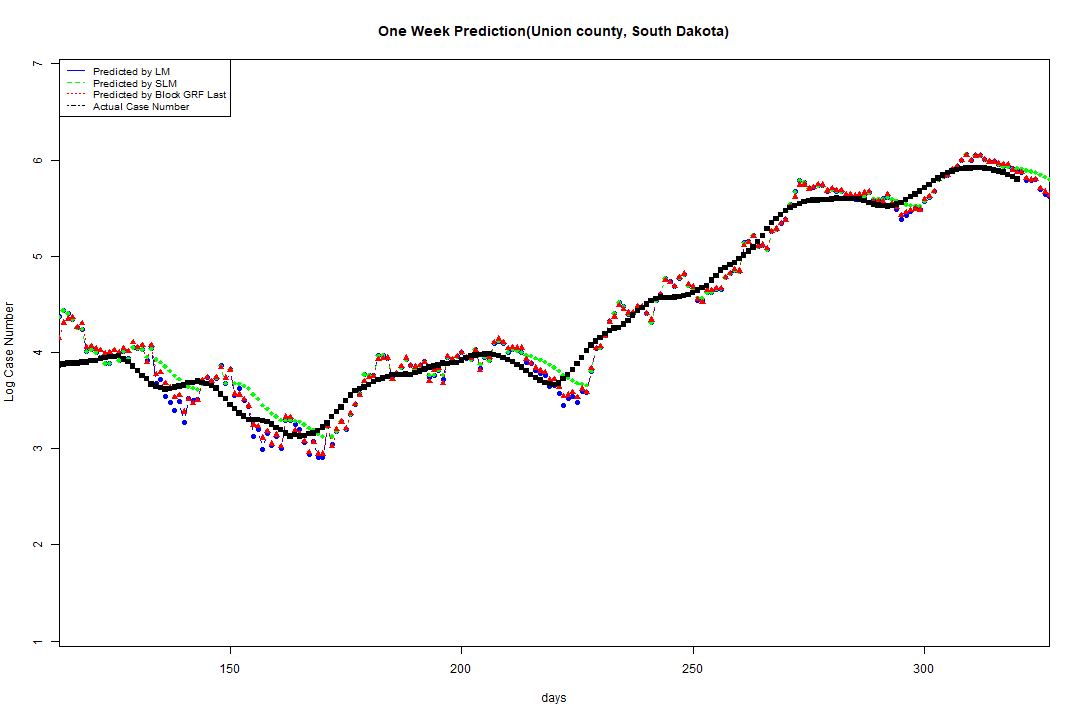 One Week Prediction(Union county, South Dakota)
Predicted by LM
Predicted by SLM
Predicted by Block GRF Last
Actual Case Number
7
6
5
4
3
2
1
Log Case Number
150 200 250 300
days